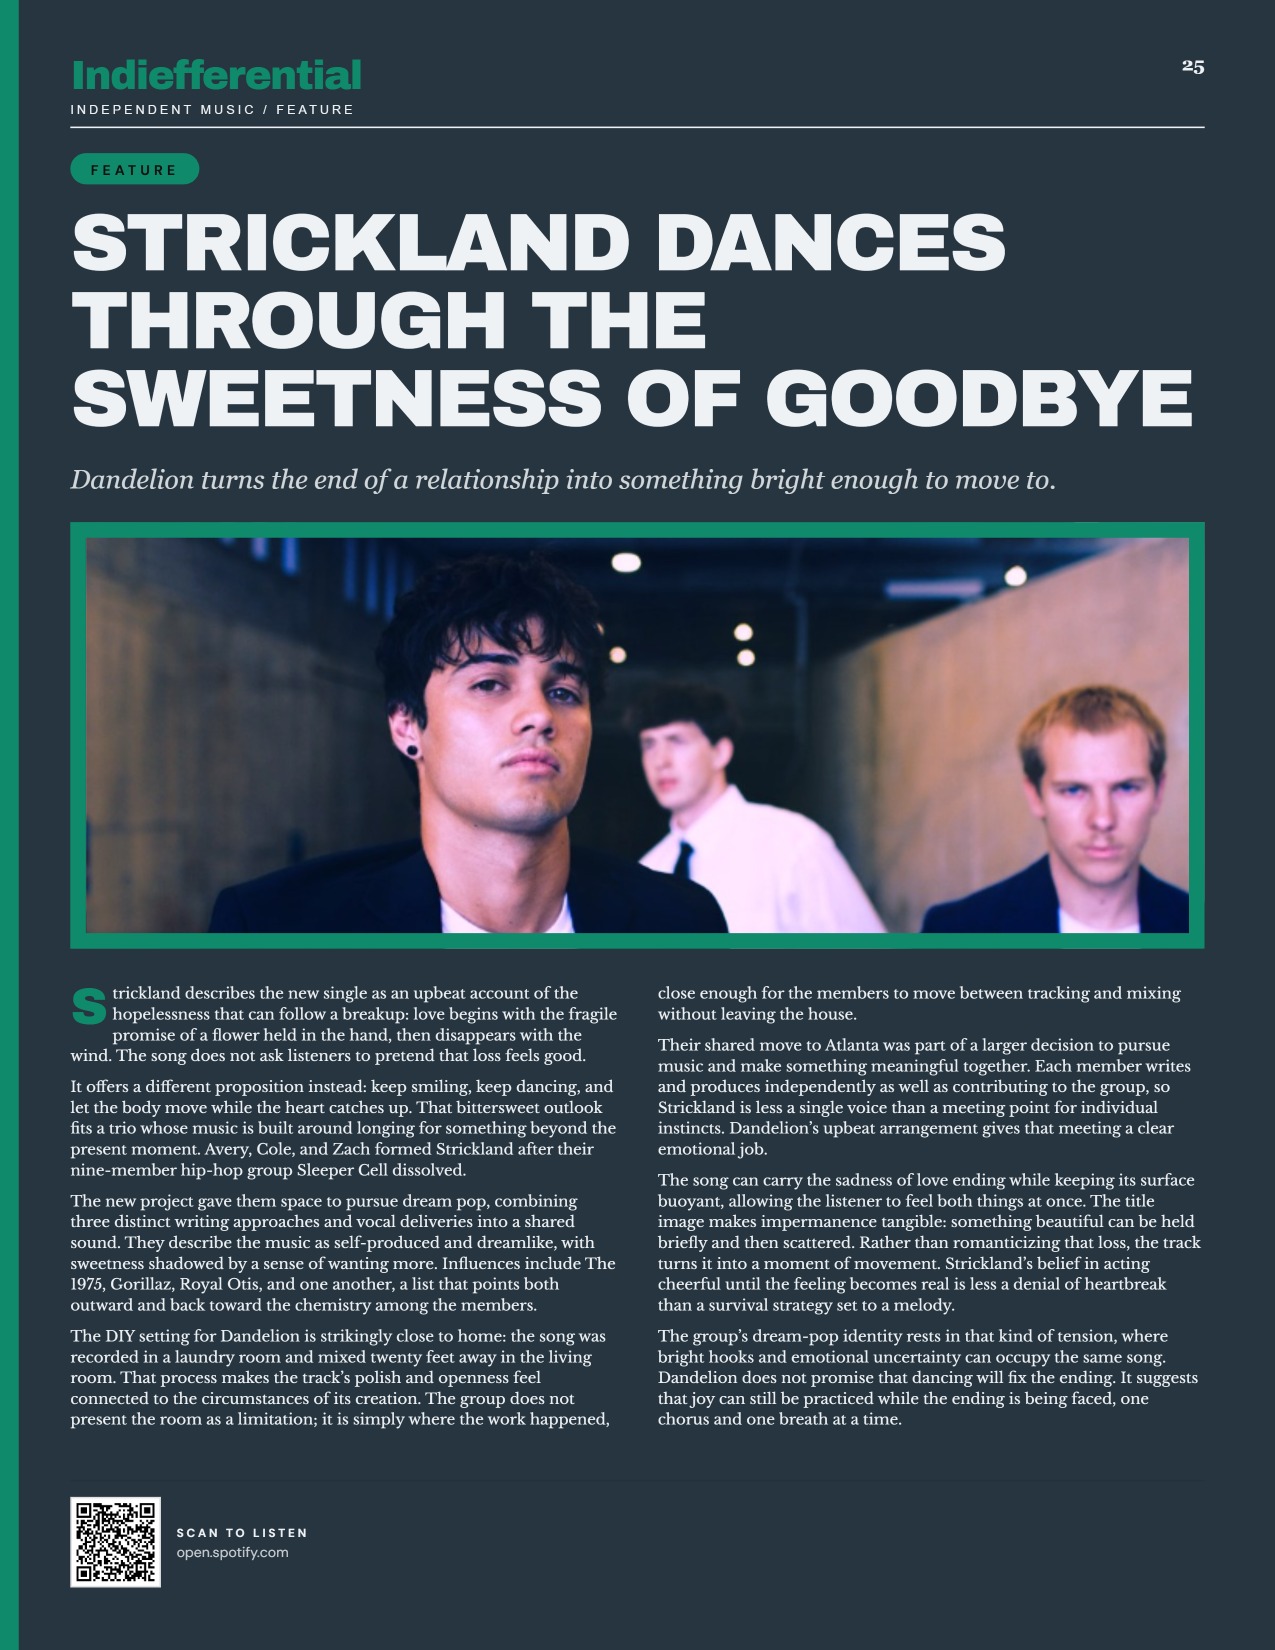 Indiefferential
25
INDEPENDENT MUSIC / FEATURE
FEATURE
STRICKLAND DANCES
THROUGH THE
SWEETNESS OF GOODBYE
Dandelion turns the end of a relationship into something bright enough to move to.
Strickland describes the new single as an upbeat account of the
hopelessness that can follow a breakup: love begins with the fragile
promise of a flower held in the hand, then disappears with the
wind. The song does not ask listeners to pretend that loss feels good.
It offers a different proposition instead: keep smiling, keep dancing, and
let the body move while the heart catches up. That bittersweet outlook
fits a trio whose music is built around longing for something beyond the
present moment. Avery, Cole, and Zach formed Strickland after their
nine-member hip-hop group Sleeper Cell dissolved.
The new project gave them space to pursue dream pop, combining
three distinct writing approaches and vocal deliveries into a shared
sound. They describe the music as self-produced and dreamlike, with
sweetness shadowed by a sense of wanting more. Influences include The
1975, Gorillaz, Royal Otis, and one another, a list that points both
outward and back toward the chemistry among the members.
The DIY setting for Dandelion is strikingly close to home: the song was
recorded in a laundry room and mixed twenty feet away in the living
room. That process makes the track’s polish and openness feel
connected to the circumstances of its creation. The group does not
present the room as a limitation; it is simply where the work happened,
close enough for the members to move between tracking and mixing
without leaving the house.
Their shared move to Atlanta was part of a larger decision to pursue
music and make something meaningful together. Each member writes
and produces independently as well as contributing to the group, so
Strickland is less a single voice than a meeting point for individual
instincts. Dandelion’s upbeat arrangement gives that meeting a clear
emotional job.
The song can carry the sadness of love ending while keeping its surface
buoyant, allowing the listener to feel both things at once. The title
image makes impermanence tangible: something beautiful can be held
briefly and then scattered. Rather than romanticizing that loss, the track
turns it into a moment of movement. Strickland’s belief in acting
cheerful until the feeling becomes real is less a denial of heartbreak
than a survival strategy set to a melody.
The group’s dream-pop identity rests in that kind of tension, where
bright hooks and emotional uncertainty can occupy the same song.
Dandelion does not promise that dancing will fix the ending. It suggests
that joy can still be practiced while the ending is being faced, one
chorus and one breath at a time.
SCAN TO LISTEN
open.spotify.com